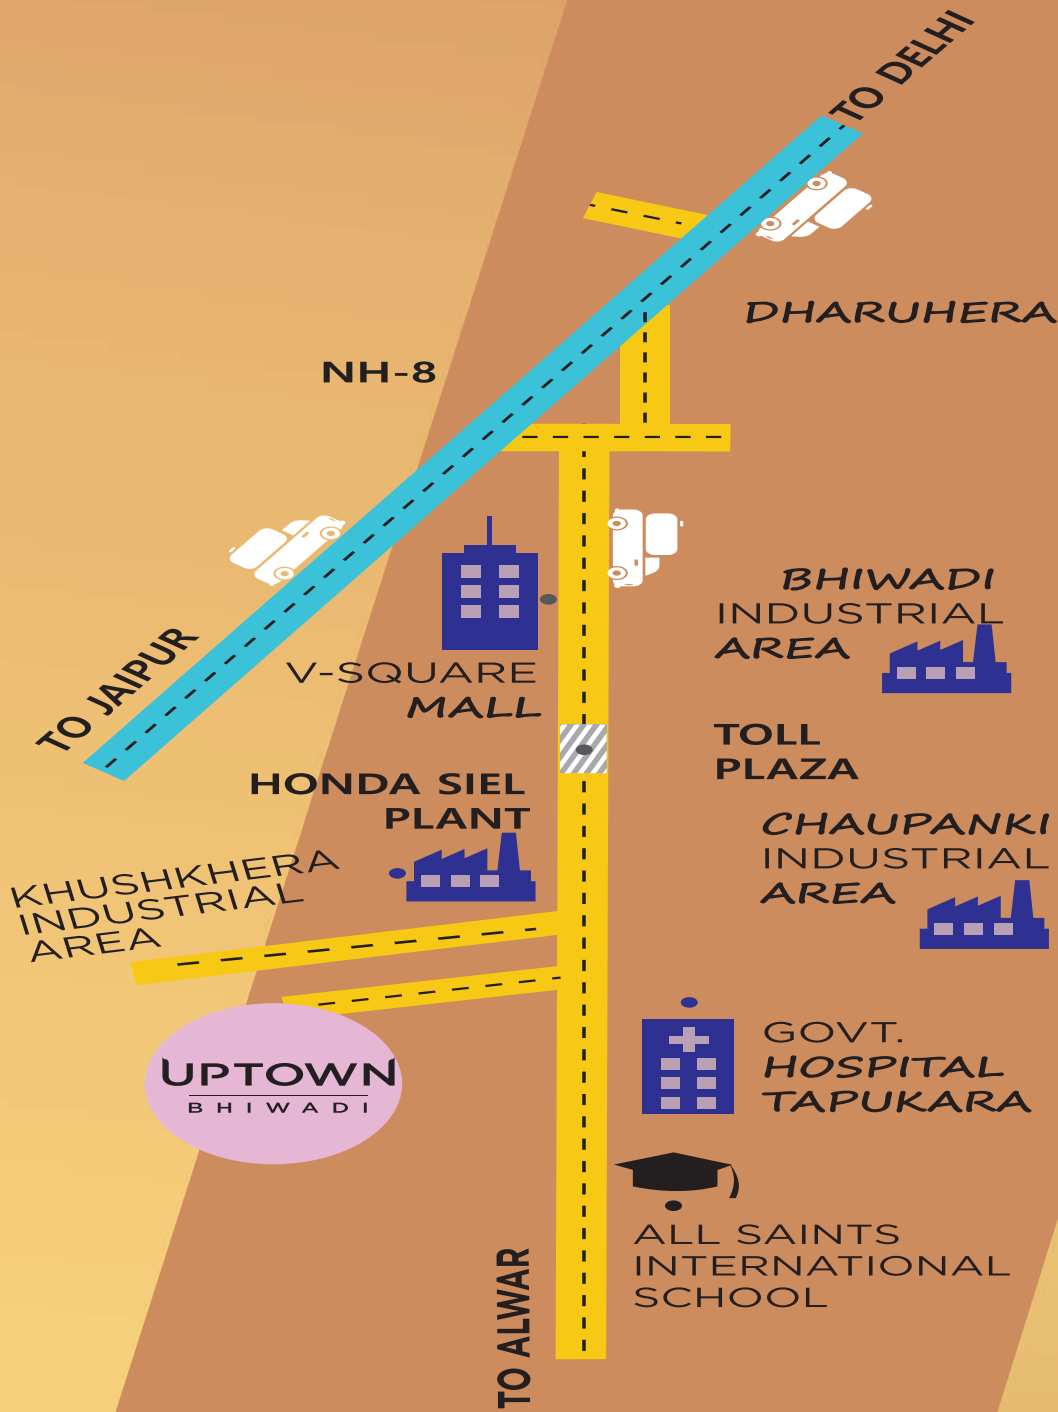 TO DELHI
DHARUHERA
NH-8
BHIWADI
INDUSTRIAL
AREA
TO JAIPUR
V-SQUARE
MALL
TOLL
PLAZA
HONDA SIEL
PLANT
CHAUPANKI
INDUSTRIAL
AREA
KHUSHKHERA
INDUSTRIAL
AREA
GOVT.
HOSPITAL
TAPUKARA
UPTOWN
BHIWADI
ALL SAINTS
INTERNATIONAL
SCHOOL
TO ALWAR